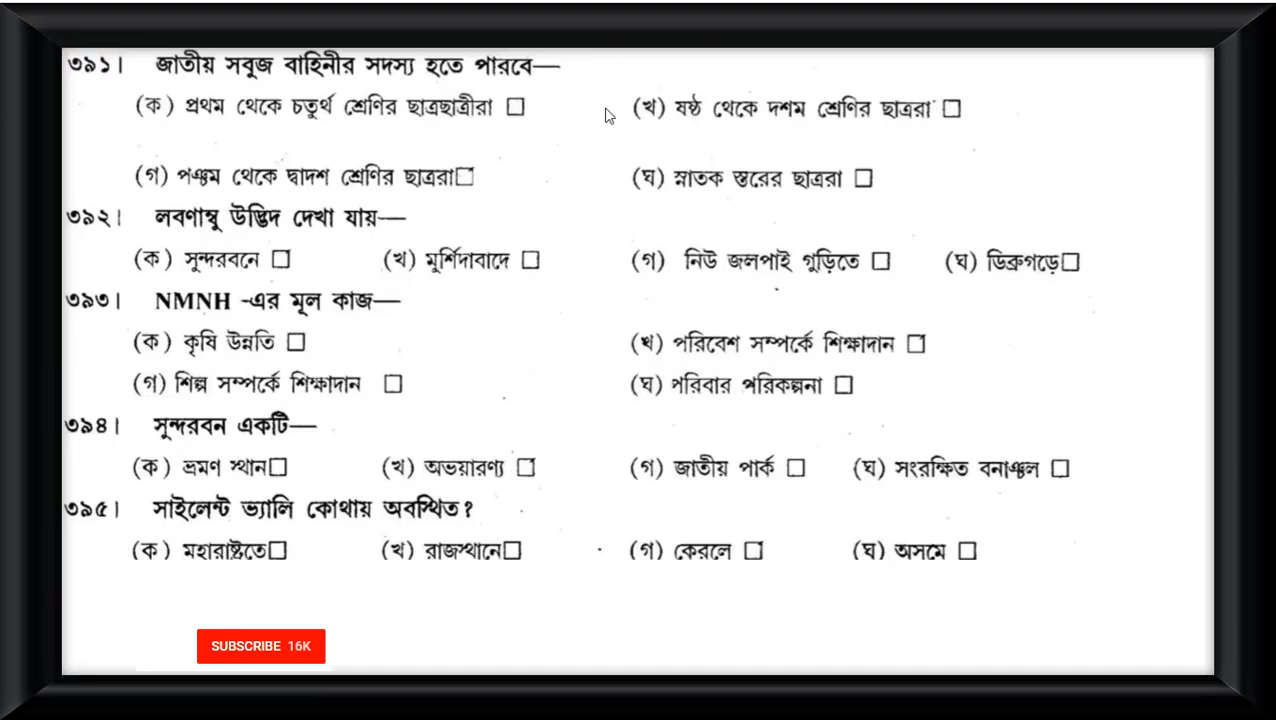 ৩৯১। জাতীয় সবুজ বাহিনীর সদস্য হতে পারবে—
(ক) প্রথম থেকে চতুর্থ শ্রেণির ছাত্রছাত্রীরা □ (খ) ষষ্ঠ থেকে দশম শ্রেণির ছাত্ররা □
(গ) পঞ্চম থেকে দ্বাদশ শ্রেণির ছাত্ররা □ (ঘ) স্নাতক স্তরের ছাত্ররা □
৩৯২। লবণাম্বু উদ্ভিদ দেখা যায়—
(ক) সুন্দরবনে □ (খ) মুর্শিদাবাদে □ (গ) নিউ জলপাই গুড়িতে □ (ঘ) ডিব্রুগড়ে □
৩৯৩। NMNH -এর মূল কাজ—
(ক) কৃষি উন্নতি □ (খ) পরিবেশ সম্পর্কে শিক্ষাদান □
(গ) শিল্প সম্পর্কে শিক্ষাদান □ (ঘ) পরিবার পরিকল্পনা □
৩৯৪। সুন্দরবন একটি—
(ক) ভ্রমণ স্থান □ (খ) অভয়ারণ্য □ (গ) জাতীয় পার্ক □ (ঘ) সংরক্ষিত বনাঞ্চল □
৩৯৫। সাইলেন্ট ভ্যালি কোথায় অবস্থিত?
(ক) মহারাষ্টতে □ (খ) রাজস্থানে □ (গ) কেরলে □ (ঘ) অসমে □
SUBSCRIBE 16K